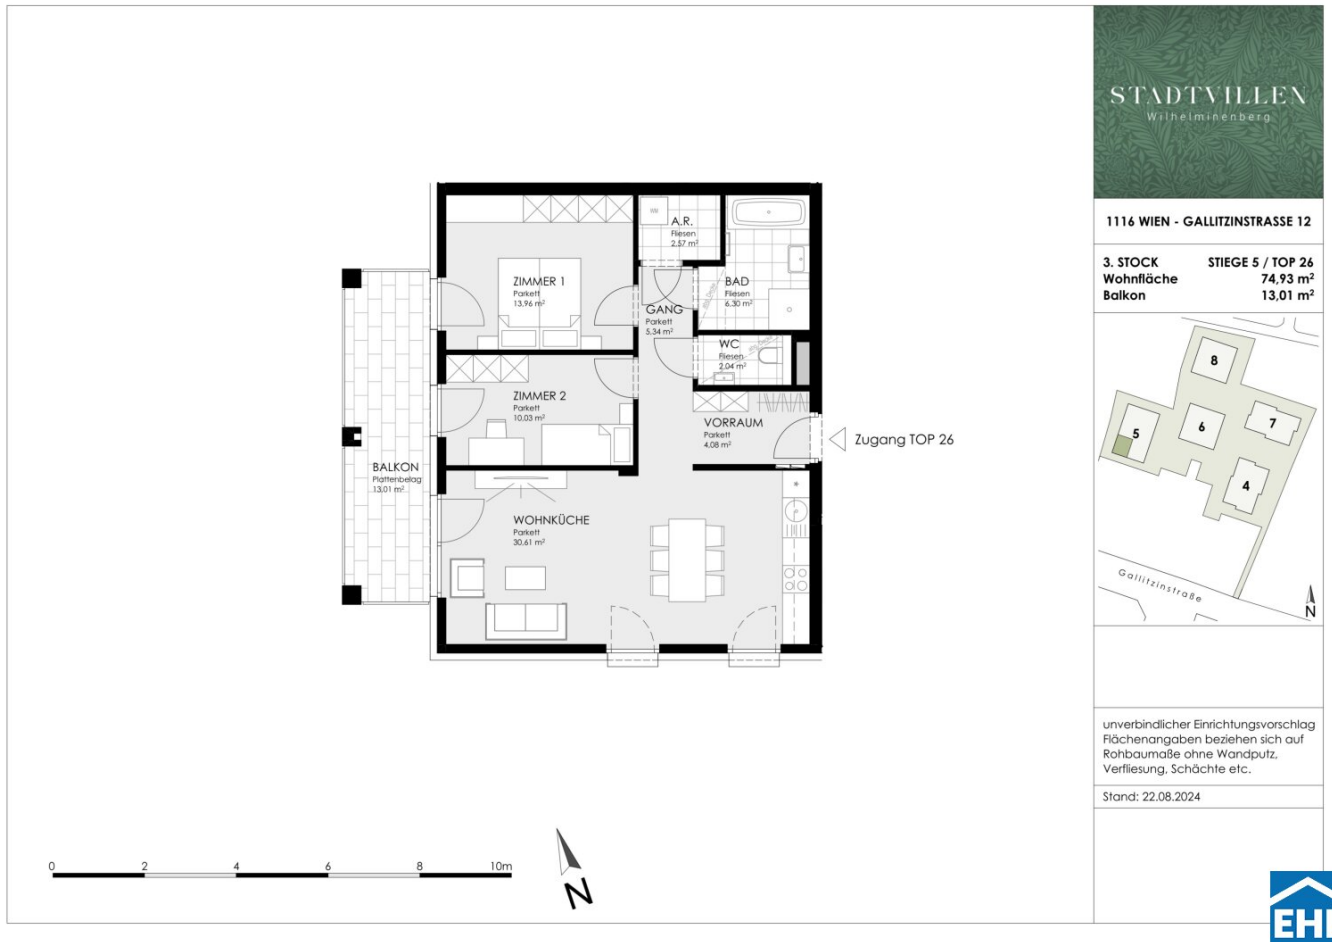 STADTVILLEN
Wilhelminenberg
1116 WIEN - GALLITZINSTRASSE 12
3. STOCK STIEGE 5 / TOP 26
Wohnfläche 74,93 m²
Balkon 13,01 m²
8
7
6
5
4
Gallitzinstraße
N
unverbindlicher Einrichtungsvorschlag
Flächenangaben beziehen sich auf
Rohbaumaße ohne Wandputz,
Verfliesung, Schächte etc.
Stand: 22.08.2024
A.R.
Fliesen
2.57 m²
WM
ZIMMER 1
Parkett
13.96 m²
BAD
Fliesen
6.30 m²
GANG
Parkett
5.34 m²
WC
Fliesen
2.04 m²
ZIMMER 2
Parkett
10.03 m²
VORRAUM
Parkett
4.08 m²
Zugang TOP 26
BALKON
Plattenbelag
13.01 m²
WOHNKÜCHE
Parkett
30.61 m²
0 2 4 6 8 10m
N
EHL